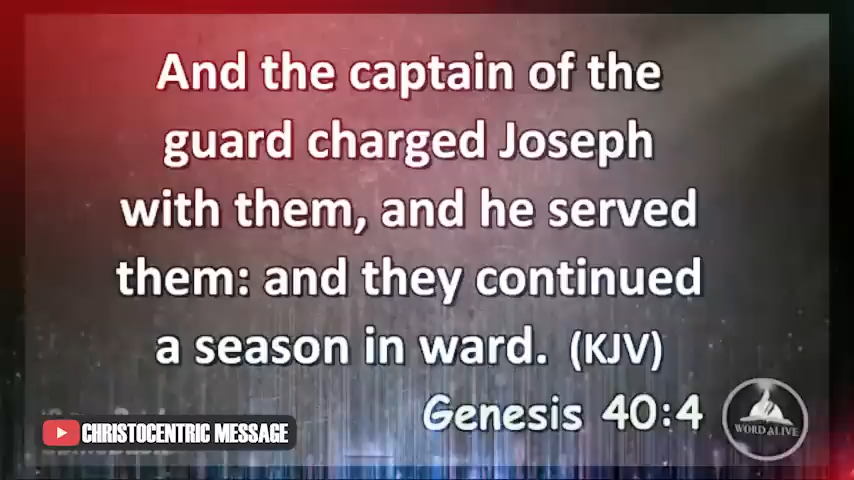 And the captain of the
guard charged Joseph
with them, and he served
them: and they continued
a season in ward. (KJV)
Genesis 40:4
CHRISTOCENTRIC MESSAGE
WORD ALIVE